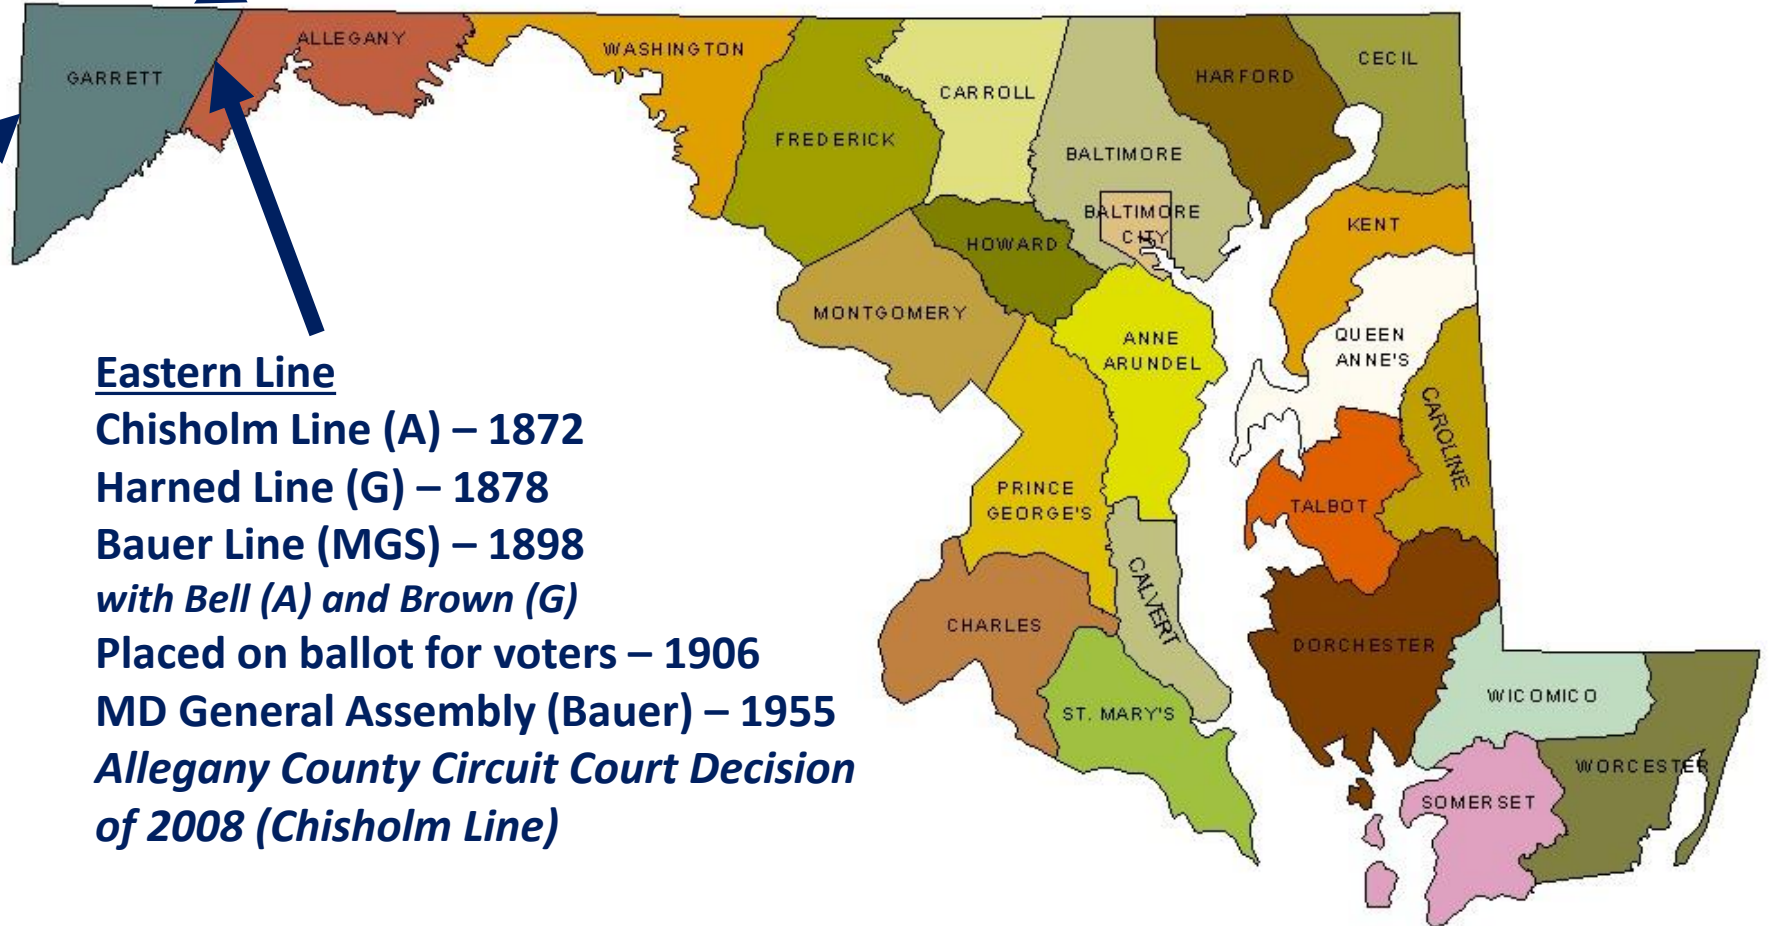 GARRETT
ALLEGANY
WASHINGTON
FREDERICK
CARROLL
BALTIMORE
HARFORD
CECIL
BALTIMORE
CITY
HOWARD
KENT
MONTGOMERY
ANNE
ARUNDEL
QUEEN
ANNE'S
CAROLINE
PRINCE
GEORGE'S
TALBOT
CALVERT
CHARLES
DORCHESTER
ST. MARY'S
WICOMICO
WORCESTER
SOMERSET
Eastern Line
Chisholm Line (A) – 1872
Harned Line (G) – 1878
Bauer Line (MGS) – 1898
with Bell (A) and Brown (G)
Placed on ballot for voters – 1906
MD General Assembly (Bauer) – 1955
Allegany County Circuit Court Decision
of 2008 (Chisholm Line)